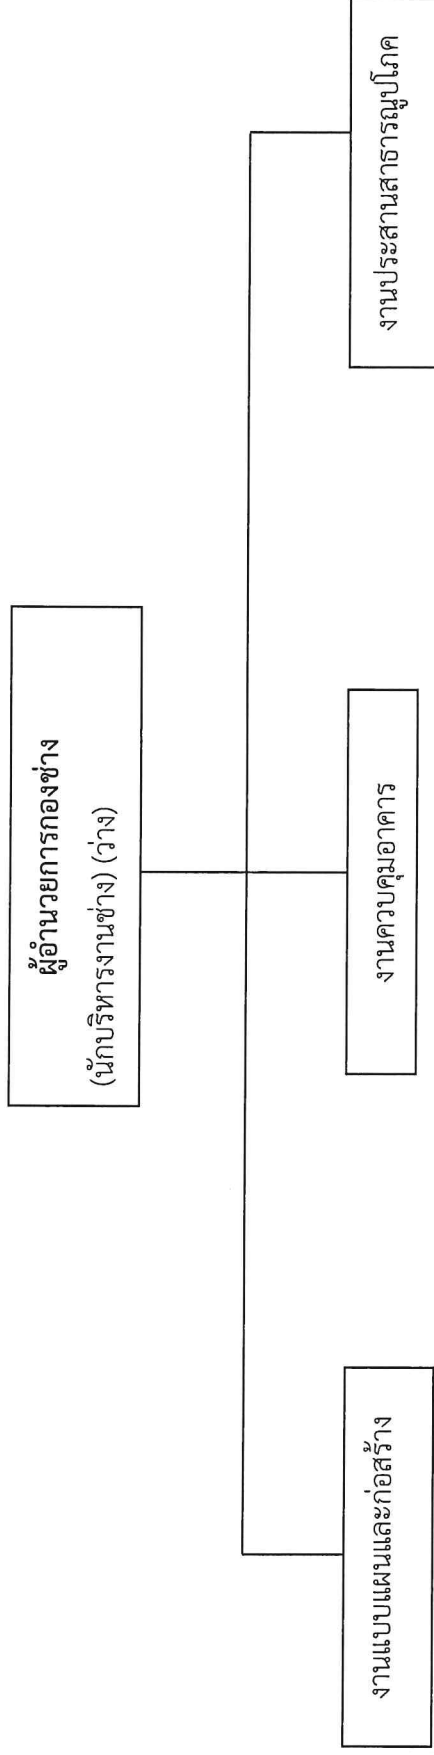 ผู้อำนวยการกองช่าง
(นักบริหารงานช่าง) (ว่าง)
งานแบบแผนและก่อสร้าง
งานควบคุมอาคาร
งานประสานสาธารณูปโภค